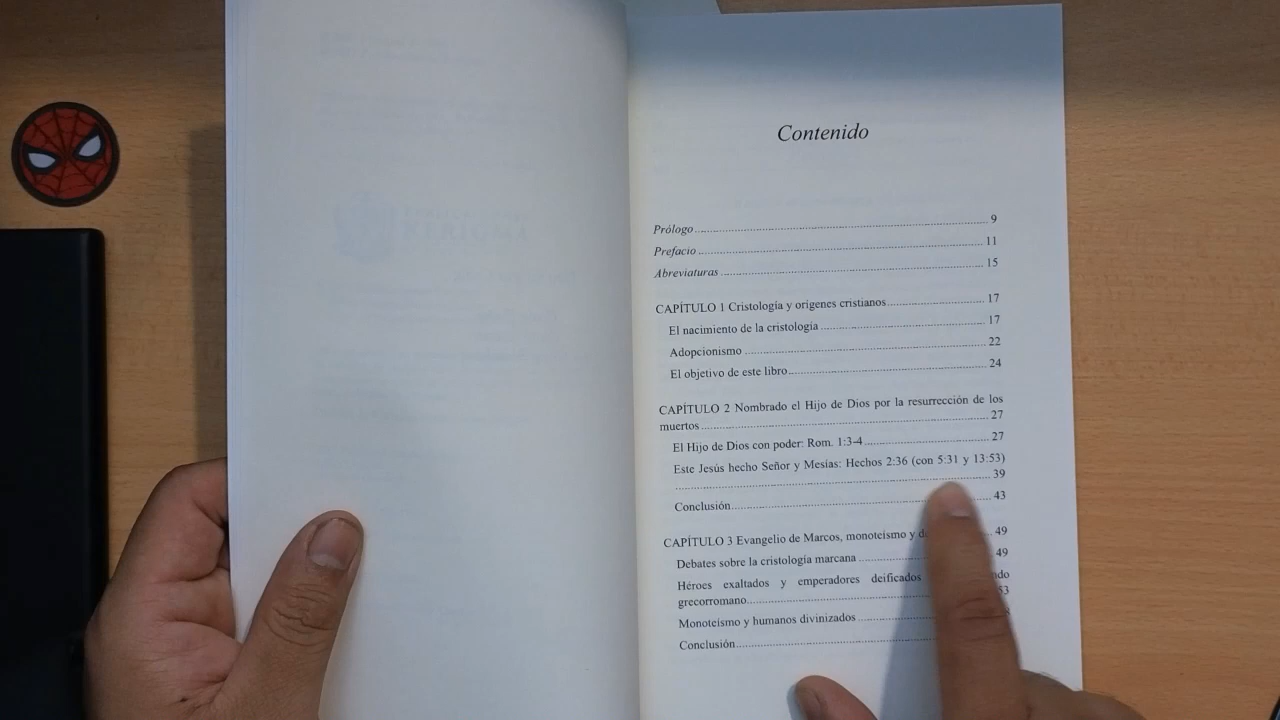 Contenido
Prólogo ........ 9
Prefacio ........ 11
Abreviaturas ........ 15
CAPÍTULO 1 Cristología y orígenes cristianos ........ 17
El nacimiento de la cristología ........ 17
Adopcionismo ........ 22
El objetivo de este libro ........ 24
CAPÍTULO 2 Nombrado el Hijo de Dios por la resurrección de los
muertos ........ 27
El Hijo de Dios con poder: Rom. 1:3-4 ........ 27
Este Jesús hecho Señor y Mesías: Hechos 2:36 (con 5:31 y 13:53)
........ 39
Conclusión ........ 43
CAPÍTULO 3 Evangelio de Marcos, monoteísmo y ........ 49
Debates sobre la cristología marcana ........ 49
Héroes exaltados y emperadores deificados
grecorromano ........
Monoteísmo y humanos divinizados ........
Conclusión ........